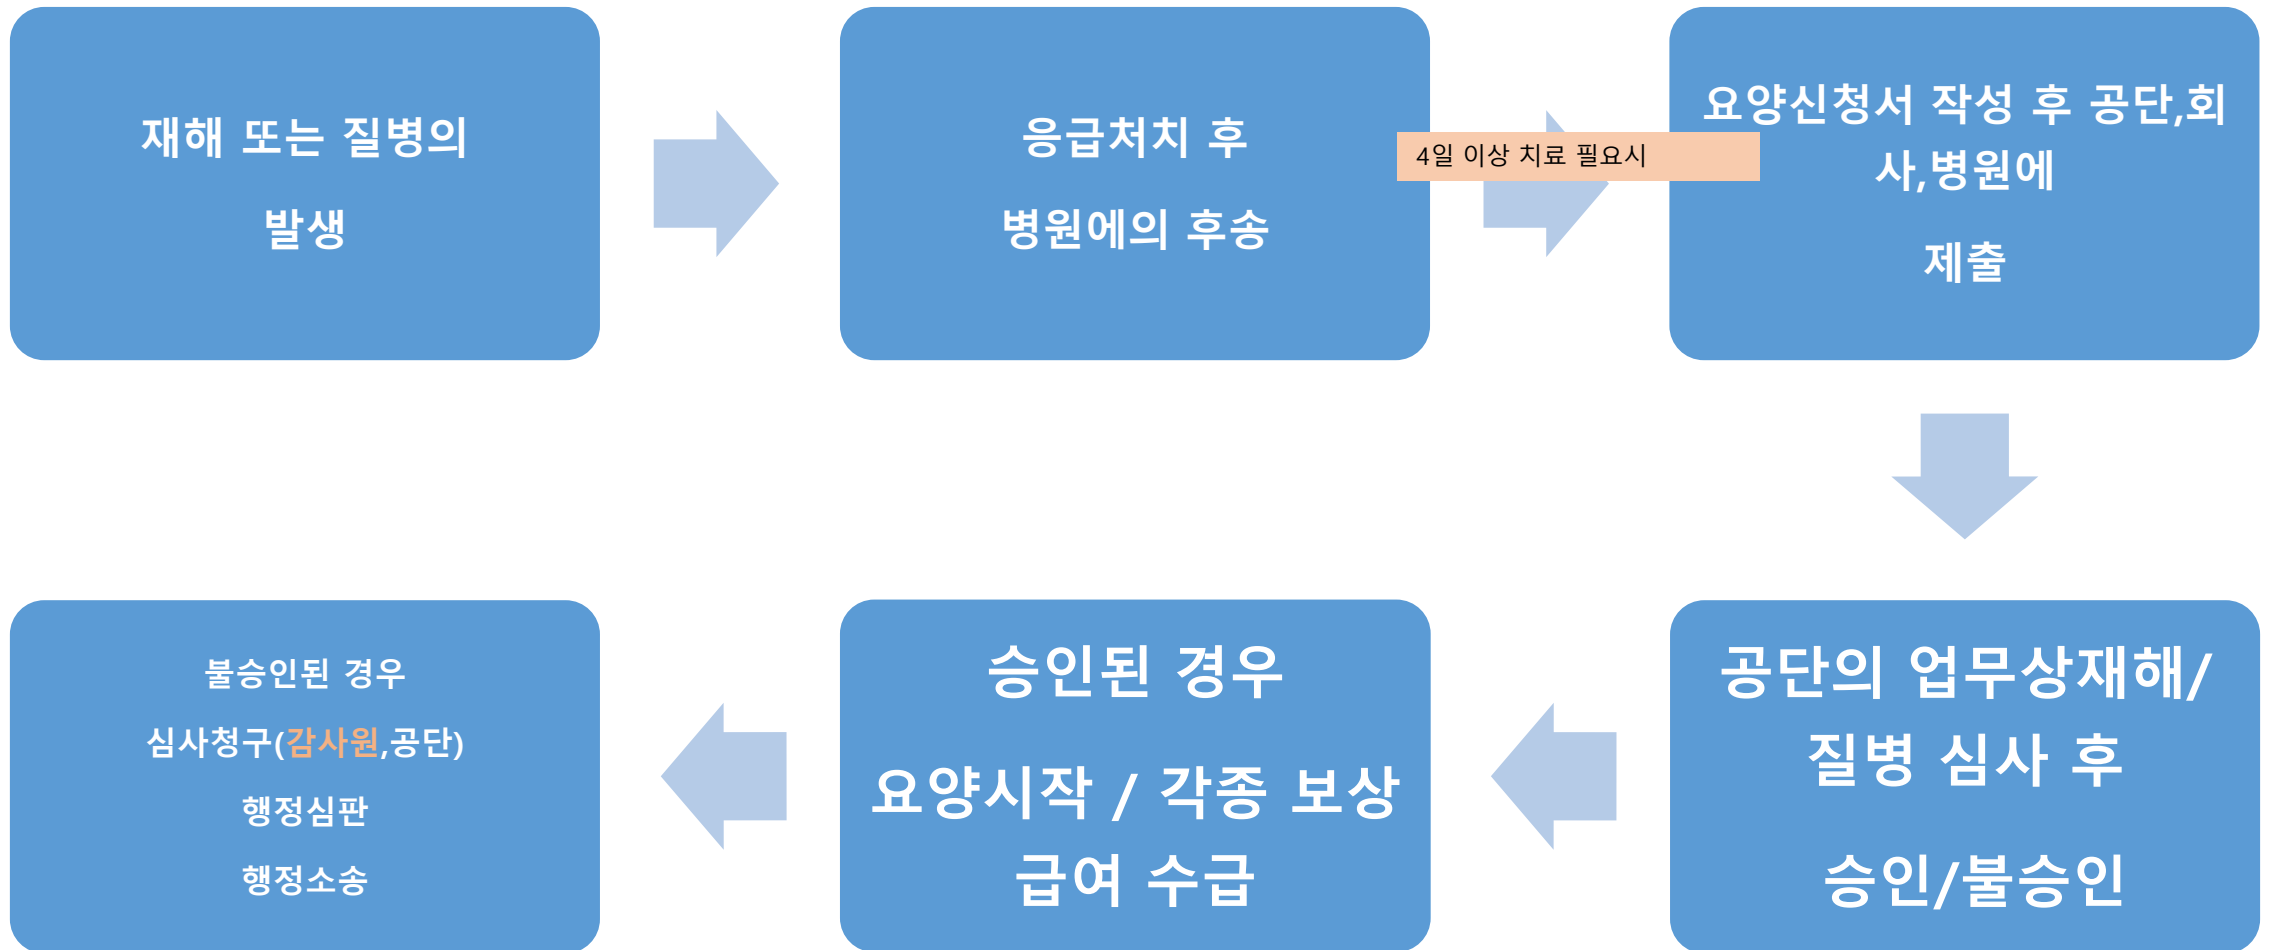 재해 또는 질병의
발생
응급처치 후
병원에의 후송
4일 이상 치료 필요시
요양신청서 작성 후 공단,회
사,병원에
제출
공단의 업무상재해/
질병 심사 후
승인/불승인
승인된 경우
요양시작 / 각종 보상
급여 수급
불승인된 경우
심사청구(감사원,공단)
행정심판
행정소송